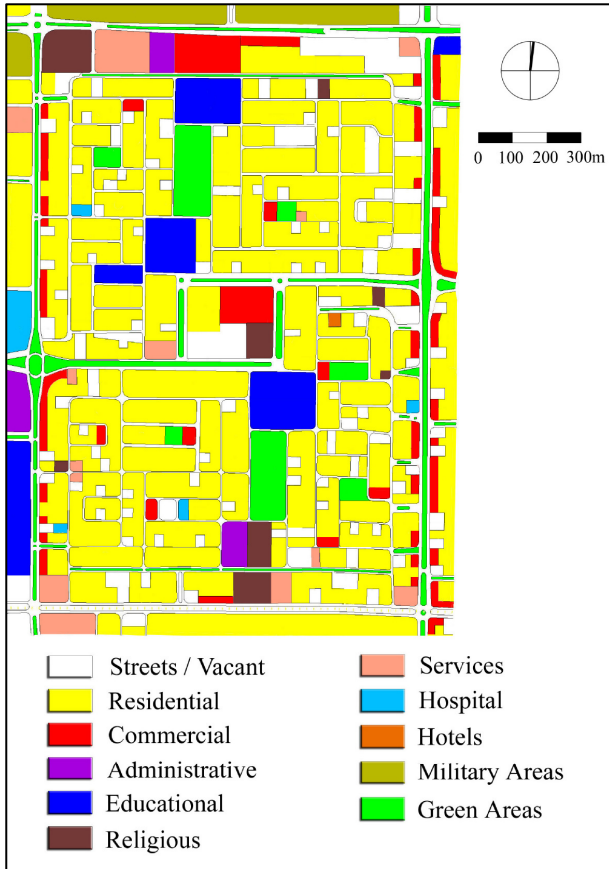 0 100 200 300m
Streets / Vacant
Residential
Commercial
Administrative
Educational
Religious
Services
Hospital
Hotels
Military Areas
Green Areas